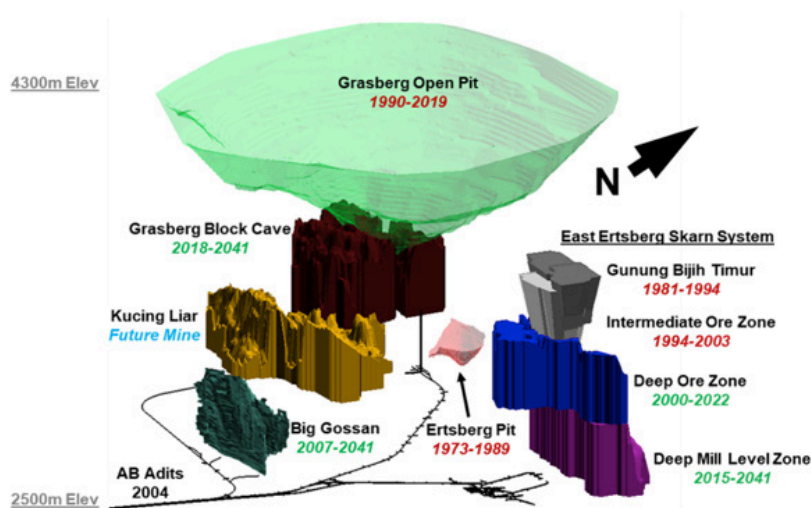 4300m Elev
Grasberg Open Pit
1990-2019
N
Grasberg Block Cave
2018-2041
East Ertsberg Skarn System
Gunung Bijih Timur
1981-1994
Kucing Liar
Future Mine
Intermediate Ore Zone
1994-2003
Deep Ore Zone
2000-2022
Big Gossan
2007-2041
Ertsberg Pit
1973-1989
Deep Mill Level Zone
2015-2041
AB Adits
2004
2500m Elev